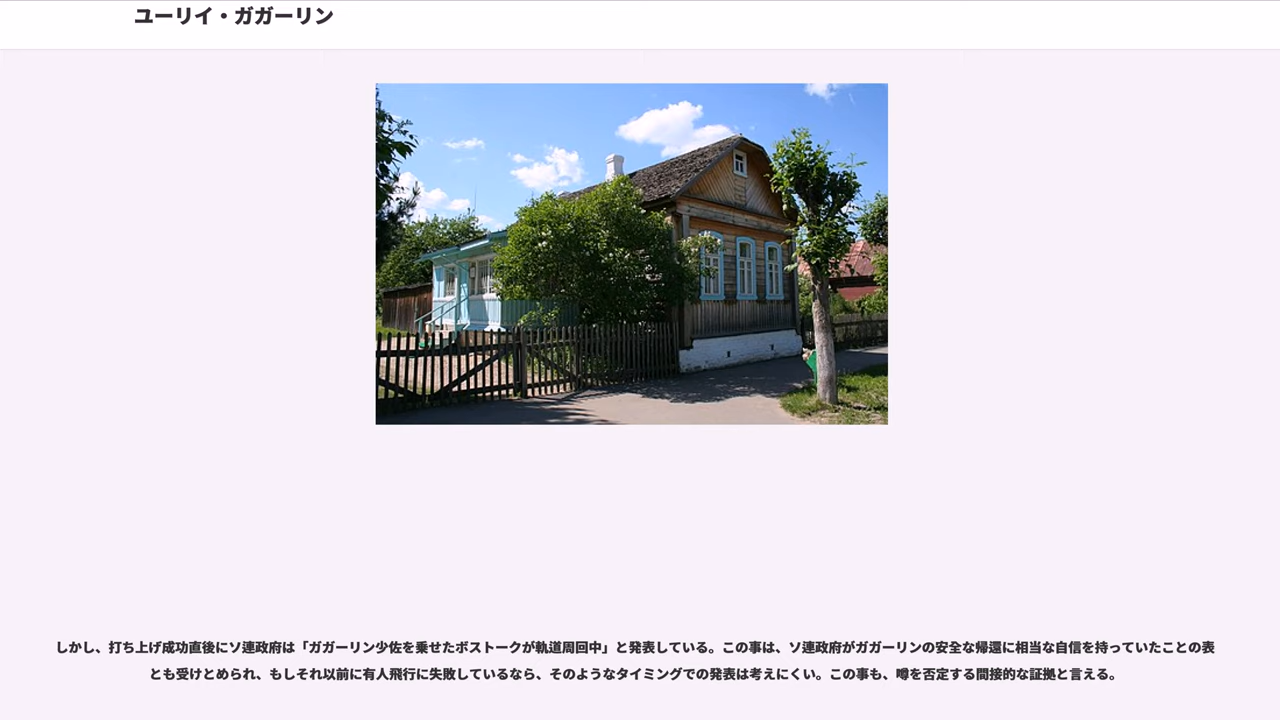 ユーリイ・ガガーリン
しかし、打ち上げ成功直後にソ連政府は「ガガーリン少佐を乗せたボストークが軌道周回中」と発表している。この事は、ソ連政府がガガーリンの安全な帰還に相当な自信を持っていたことの表
とも受けとめられ、もしそれ以前に有人飛行に失敗しているなら、そのようなタイミングでの発表は考えにくい。この事も、噂を否定する間接的な証拠と言える。